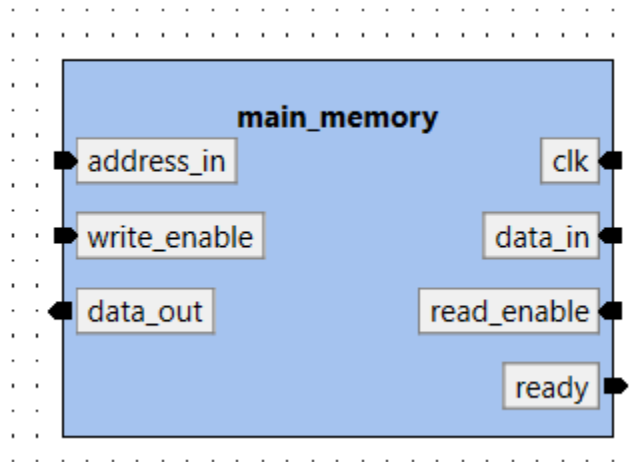 main_memory
address_in
clk
write_enable
data_in
data_out
read_enable
ready